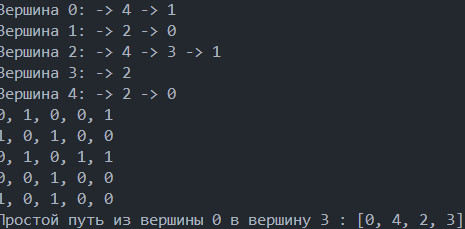 Вершина 0: -> 4 -> 1
Вершина 1: -> 2 -> 0
Вершина 2: -> 4 -> 3 -> 1
Вершина 3: -> 2
Вершина 4: -> 2 -> 0
0, 1, 0, 0, 1
1, 0, 1, 0, 0
0, 1, 0, 1, 1
0, 0, 1, 0, 0
1, 0, 1, 0, 0
Простой путь из вершины 0 в вершину 3 : [0, 4, 2, 3]